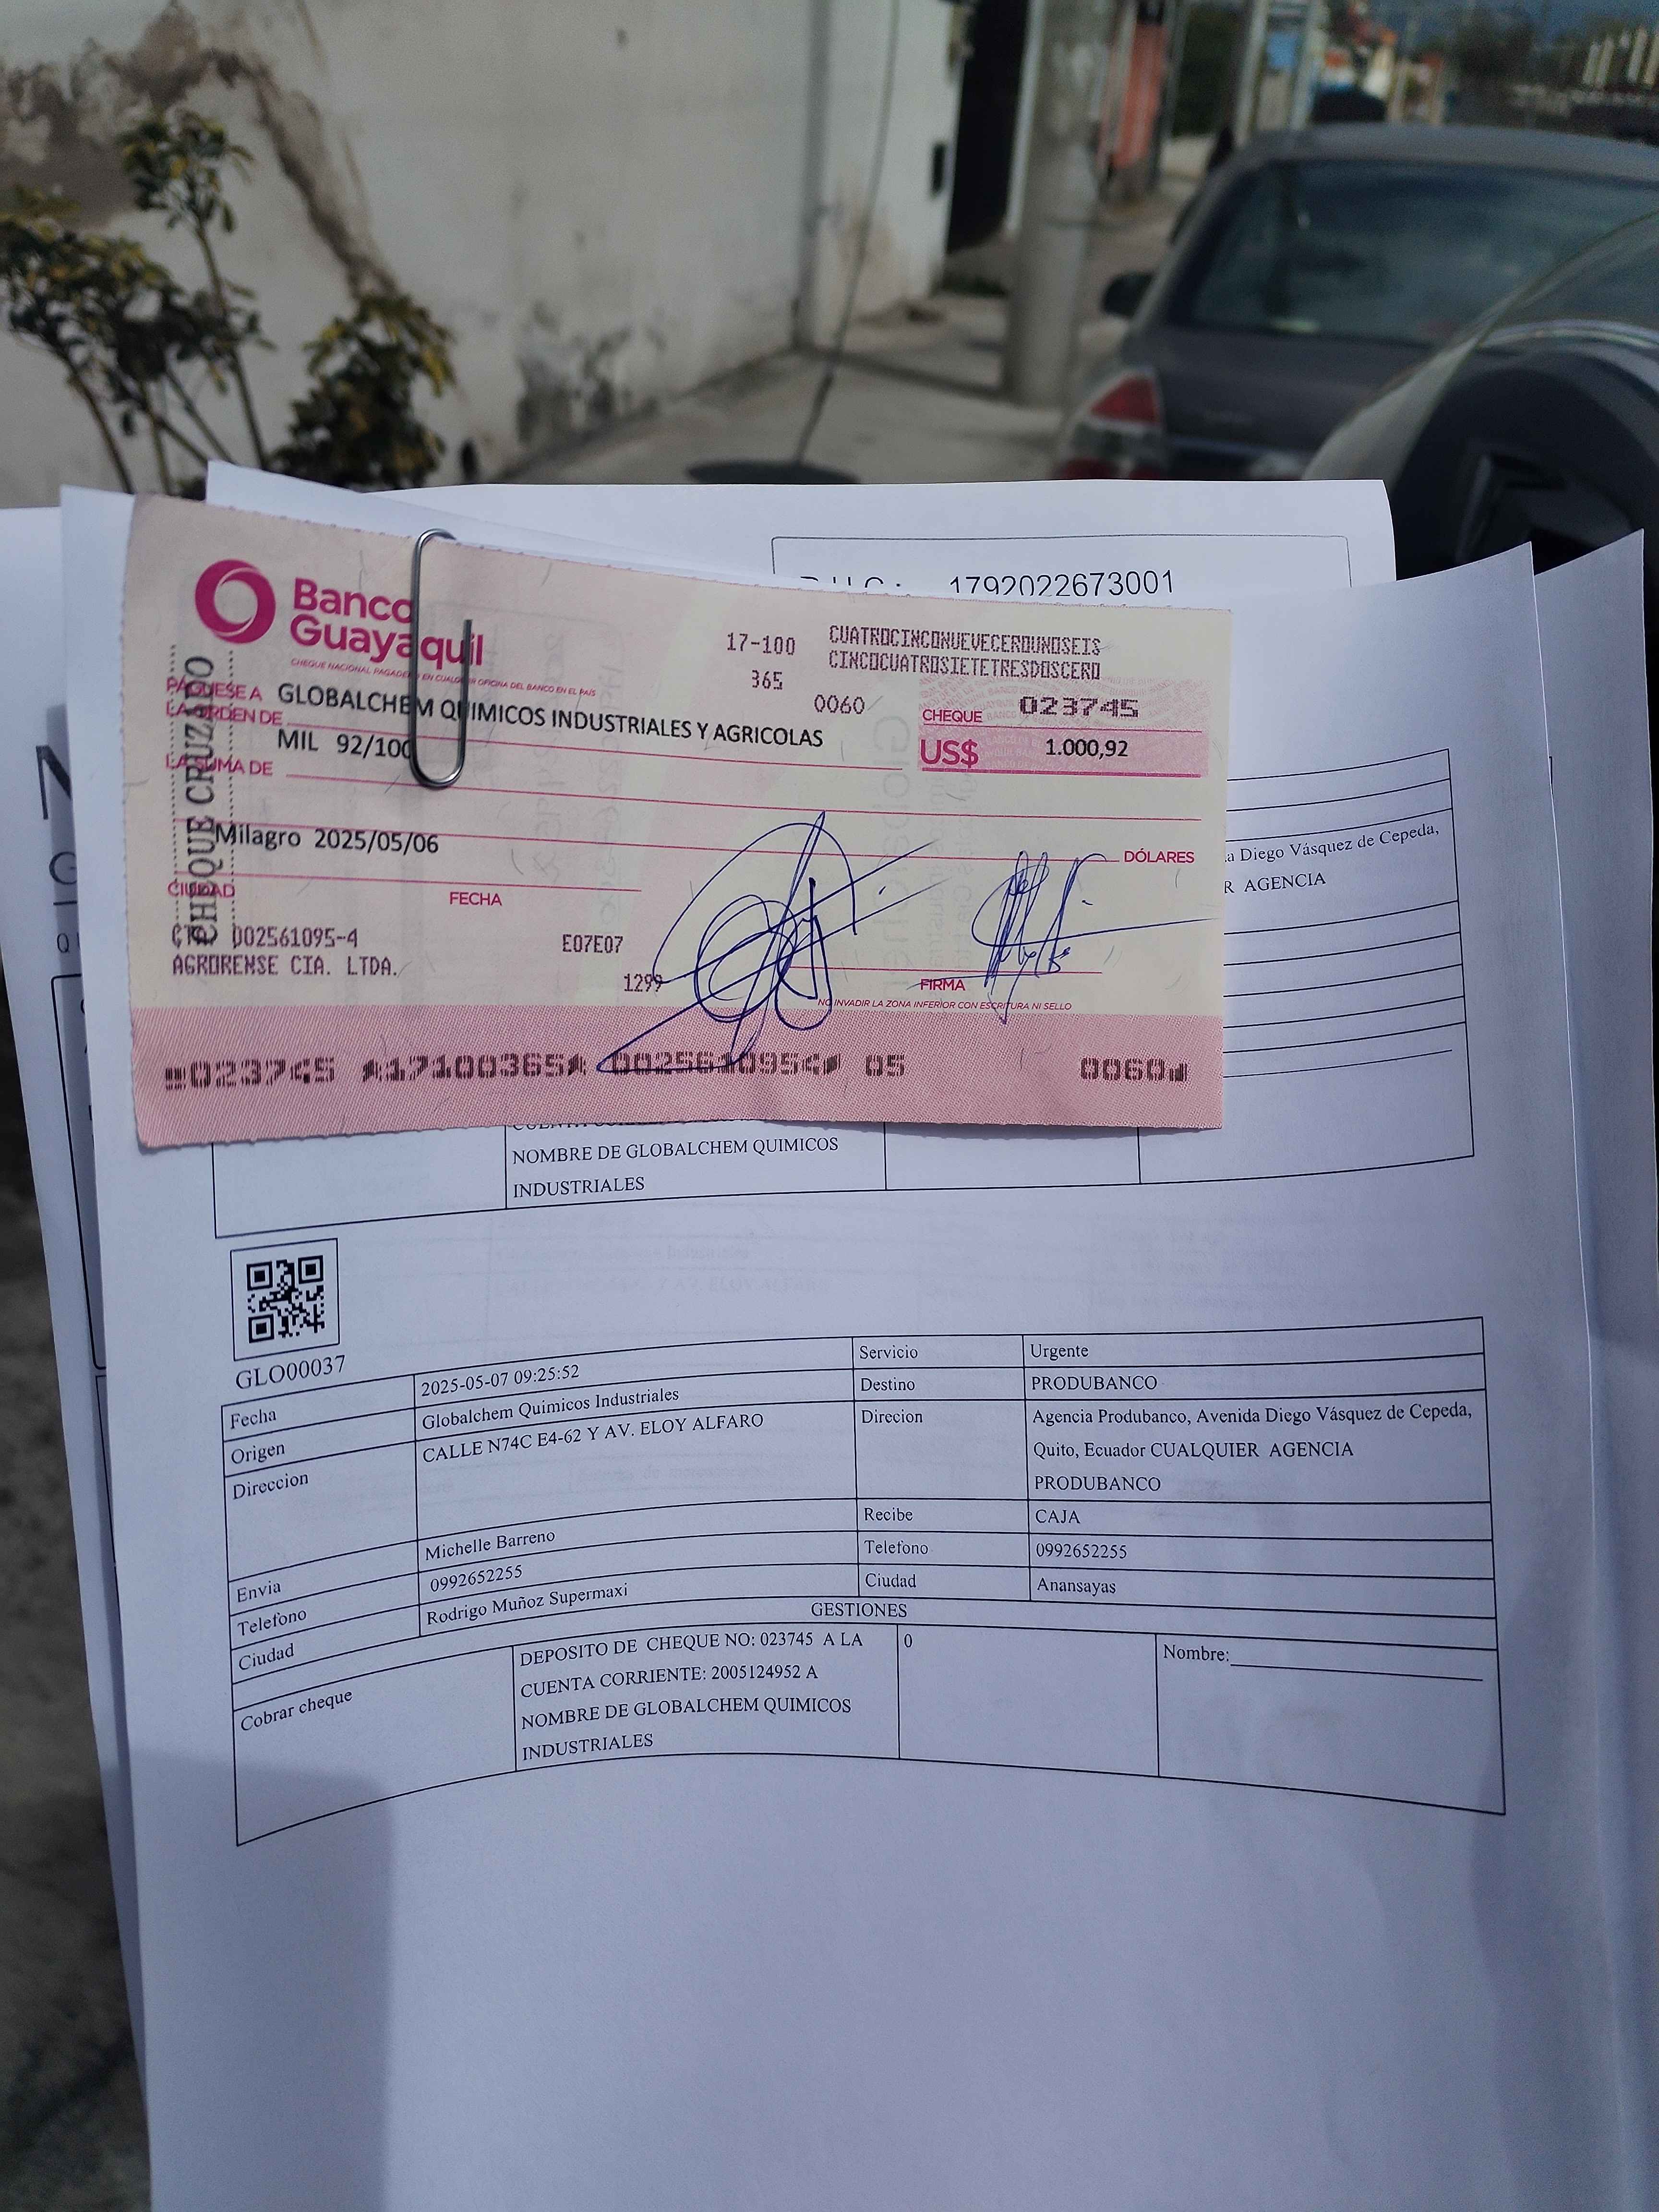 1792022673001
Banco
Guayaquil
CHEQUE NACIONAL PAGADERO EN CUALQUIER OFICINA DEL BANCO EN EL PAÍS
17-100
365
0060
CUATROCINCONUEVECEROUNOSEIS
CINCOCUATROSIETETRESDOSCERO
CHEQUE 023745
PÁGUESE A
LA ORDEN DE GLOBALCHEM QUIMICOS INDUSTRIALES Y AGRICOLAS
US$ 1.000,92
MIL 92/100
LA SUMA DE
CHEQUE CRUZADO
DÓLARES
Milagro 2025/05/06
CIUDAD
FECHA
CTA. 002561095-4
E07E07
AGRORENSE CIA. LTDA.
1299
FIRMA
NO INVADIR LA ZONA INFERIOR CON ESCRITURA NI SELLO
023745 17100365 0025610954 05 0060
Diego Vásquez de Cepeda,
R AGENCIA
NOMBRE DE GLOBALCHEM QUIMICOS
INDUSTRIALES
GLO00037
Fecha 2025-05-07 09:25:52 Servicio Urgente
Origen Globalchem Quimicos Industriales Destino PRODUBANCO
Direccion CALLE N74C E4-62 Y AV. ELOY ALFARO Direcion Agencia Produbanco, Avenida Diego Vásquez de Cepeda,
Quito, Ecuador CUALQUIER AGENCIA
PRODUBANCO
Envia Michelle Barreno Recibe CAJA
Telefono 0992652255 Telefono 0992652255
Ciudad Rodrigo Muñoz Supermaxi Ciudad Anansayas
GESTIONES
Cobrar cheque DEPOSITO DE CHEQUE NO: 023745 A LA 0 Nombre:
CUENTA CORRIENTE: 2005124952 A
NOMBRE DE GLOBALCHEM QUIMICOS
INDUSTRIALES